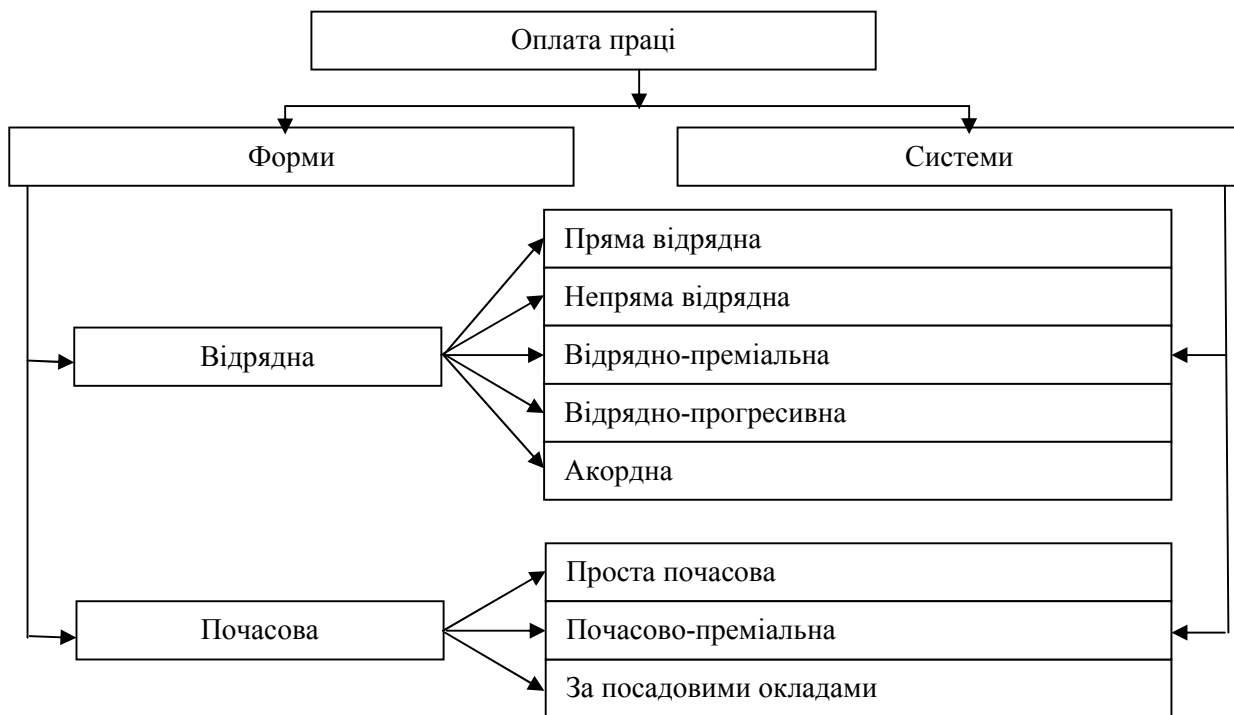 Оплата праці
Форми
Системи
Пряма відрядна
Непряма відрядна
Відрядна
Відрядно-преміальна
Відрядно-прогресивна
Акордна
Проста почасова
Почасова
Почасово-преміальна
За посадовими окладами